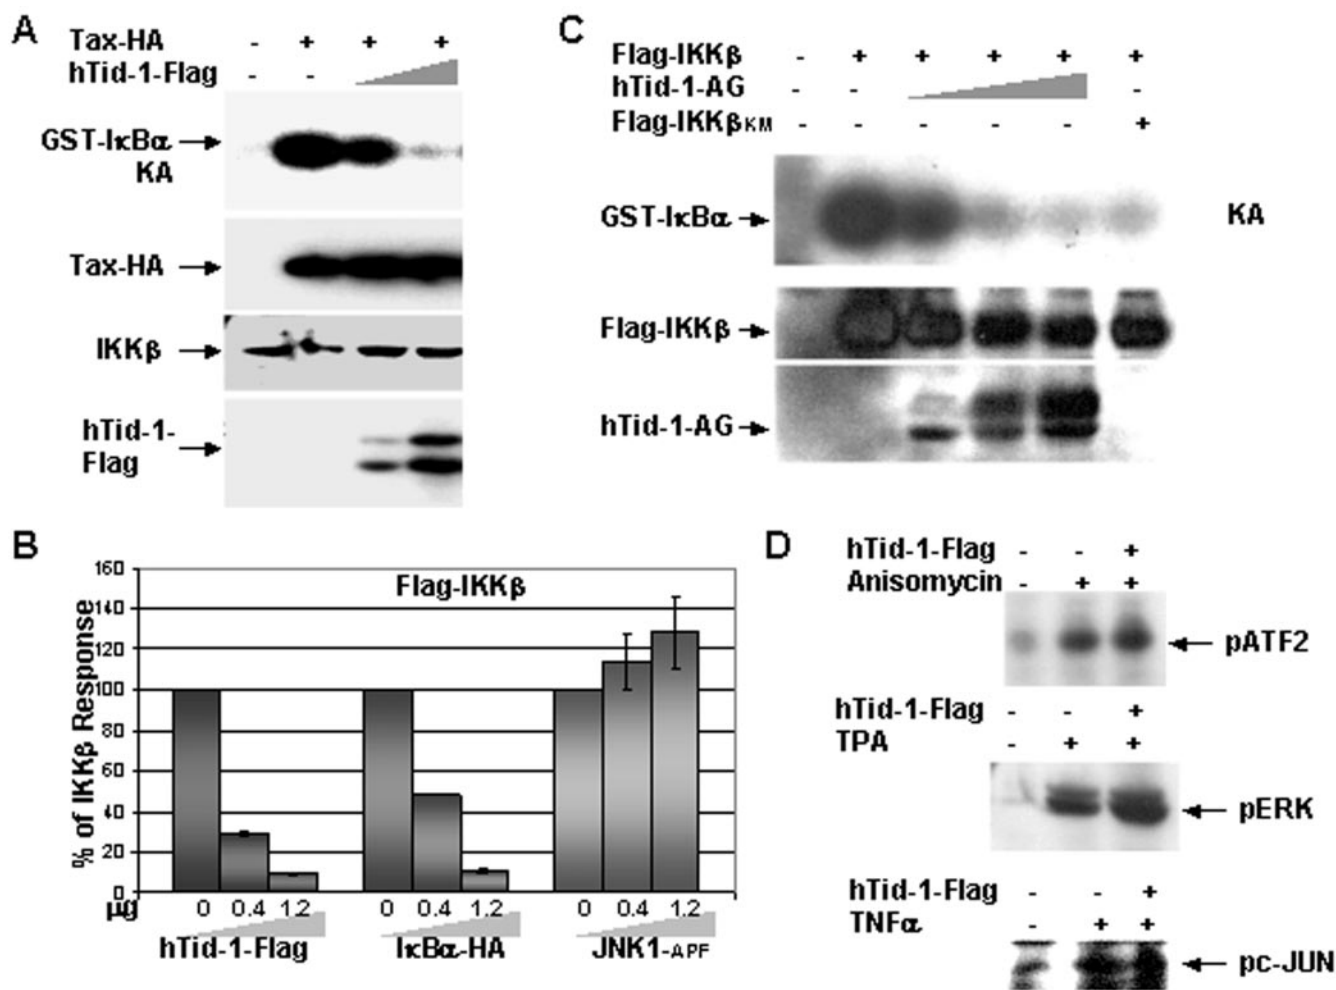 A
Tax-HA - + + +
hTid-1-Flag - -
GST-IκBα
KA
Tax-HA
IKKβ
hTid-1-
Flag
C
Flag-IKKβ - + + + + +
hTid-1-AG - - -
Flag-IKKβKM - - - - - +
GST-IκBα
KA
Flag-IKKβ
hTid-1-AG
B
Flag-IKKβ
% of IKKβ Response
160
140
120
100
80
60
40
20
0
μg 0 0.4 1.2 0 0.4 1.2 0 0.4 1.2
hTid-1-Flag IκBα-HA JNK1-APF
D
hTid-1-Flag - - +
Anisomycin - + +
pATF2
hTid-1-Flag - - +
TPA - + +
pERK
hTid-1-Flag - - +
TNFα - + +
pc-JUN